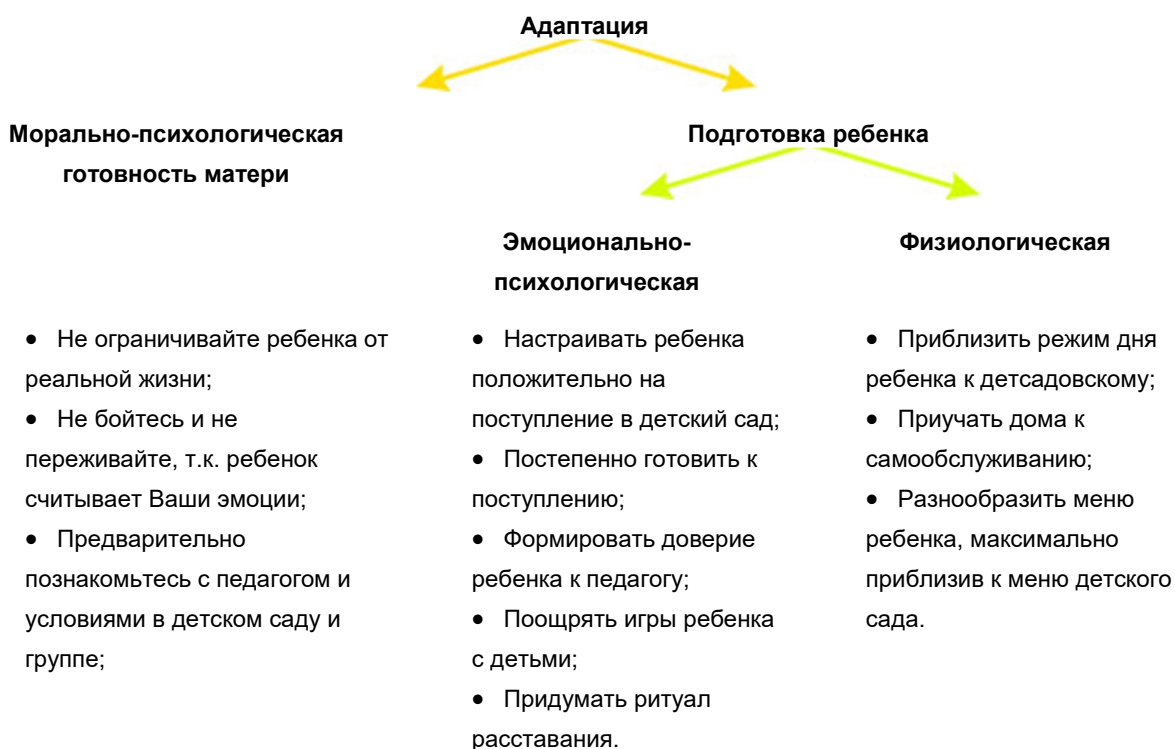 Адаптация
Морально-психологическая
готовность матери
Подготовка ребенка
Эмоционально-
психологическая
Физиологическая
• Не ограничивайте ребенка от
реальной жизни;
• Не бойтесь и не
переживайте, т.к. ребенок
считывает Ваши эмоции;
• Предварительно
познакомьтесь с педагогом и
условиями в детском саду и
группе;
• Настраивать ребенка
положительно на
поступление в детский сад;
• Постепенно готовить к
поступлению;
• Формировать доверие
ребенка к педагогу;
• Поощрять игры ребенка
с детьми;
• Придумать ритуал
расставания.
• Приблизить режим дня
ребенка к детсадовскому;
• Приучать дома к
самообслуживанию;
• Разнообразить меню
ребенка, максимально
приблизив к меню детского
сада.